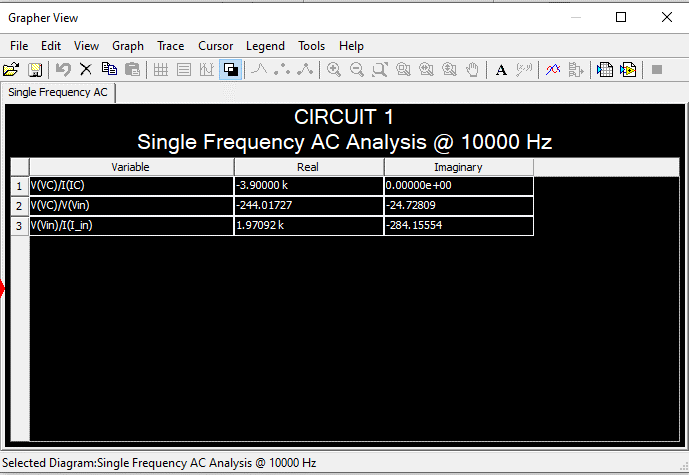 Grapher View
File Edit View Graph Trace Cursor Legend Tools Help
A
Single Frequency AC
CIRCUIT 1
Single Frequency AC Analysis @ 10000 Hz
Variable Real Imaginary
1 V(VC)/I(IC) -3.90000 k 0.00000e+00
2 V(VC)/V(Vin) -244.01727 -24.72809
3 V(Vin)/I(I_in) 1.97092 k -284.15554
Selected Diagram:Single Frequency AC Analysis @ 10000 Hz